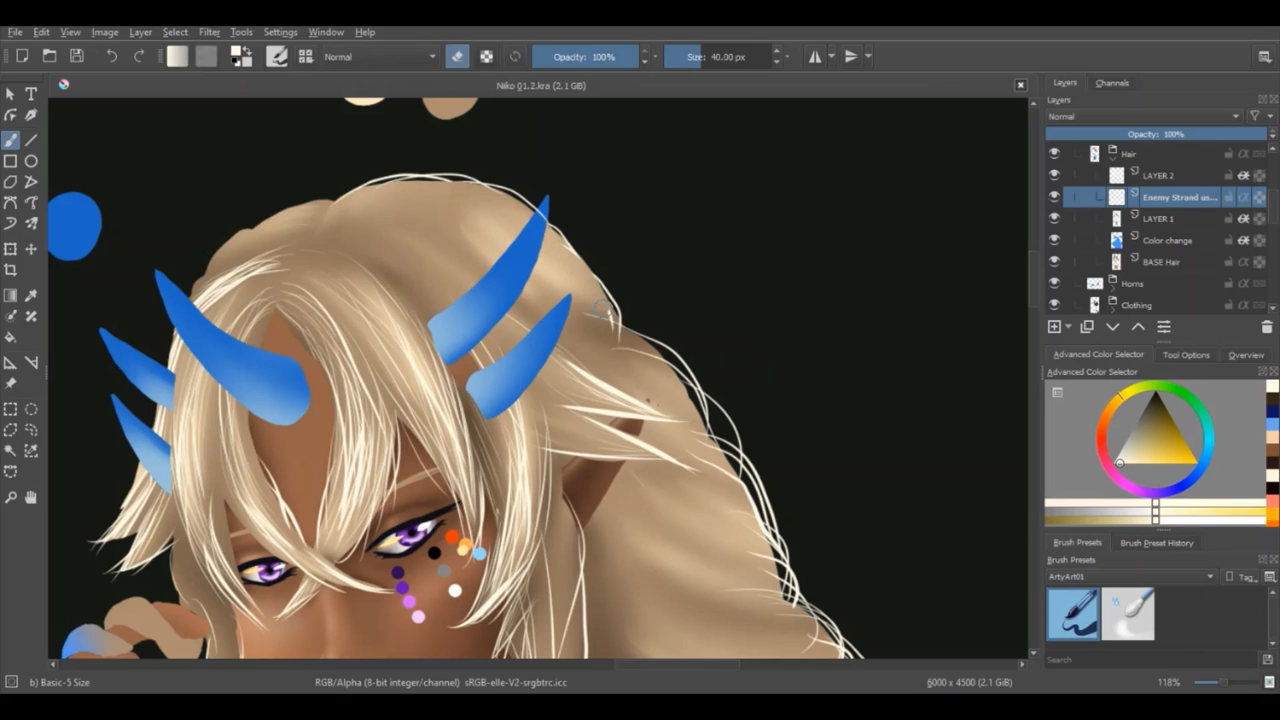 File Edit View Image Layer Select Filter Tools Settings Window Help
Normal Opacity: 100% Size: 40.00 px
Niko 01.2.kra (2.1 GiB)
Layers Channels
Layers
Normal
Opacity: 100%
Hair
LAYER 2
Enemy Strand us...
LAYER 1
Color change
BASE Hair
Horns
Clothing
Advanced Color Selector Tool Options Overview
Advanced Color Selector
Brush Presets Brush Preset History
Brush Presets
ArtyArt01 Tag
Search
b) Basic-5 Size RGB/Alpha (8-bit integer/channel) sRGB-elle-V2-srgbtrc.icc 6000 x 4500 (2.1 GiB) 118%